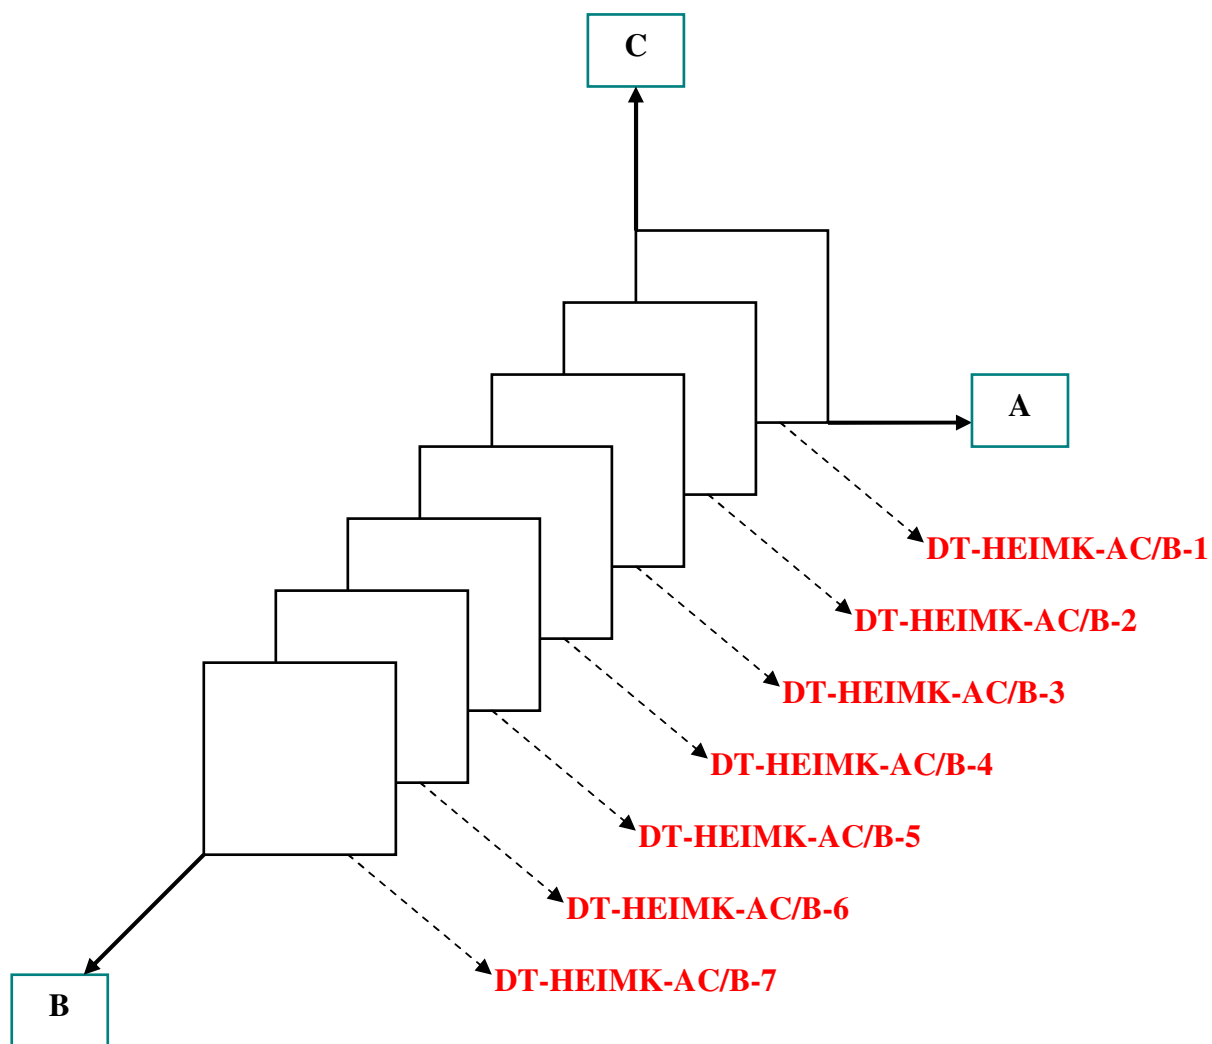 C
A
DT-HEIMK-AC/B-1
DT-HEIMK-AC/B-2
DT-HEIMK-AC/B-3
DT-HEIMK-AC/B-4
DT-HEIMK-AC/B-5
DT-HEIMK-AC/B-6
DT-HEIMK-AC/B-7
B